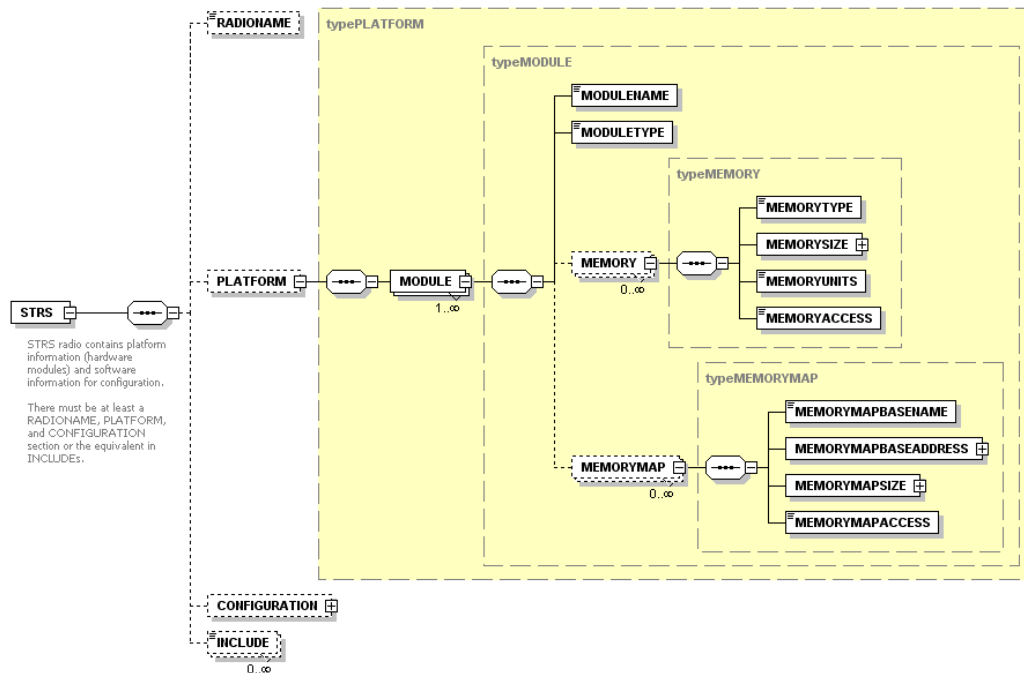 RADIONAME
typePLATFORM
typeMODULE
MODULENAME
MODULETYPE
typeMEMORY
MEMORYTYPE
MEMORYSIZE
MEMORY
0..∞
MEMORYUNITS
MEMORYACCESS
PLATFORM
MODULE
1..∞
STRS
STRS radio contains platform
information (hardware
modules) and software
information for configuration.
There must be at least a
RADIONAME, PLATFORM,
and CONFIGURATION
section or the equivalent in
INCLUDEs.
typeMEMORYMAP
MEMORYMAPBASENAME
MEMORYMAPBASEADDRESS
MEMORYMAP
0..∞
MEMORYMAPSIZE
MEMORYMAPACCESS
CONFIGURATION
INCLUDE
0..∞